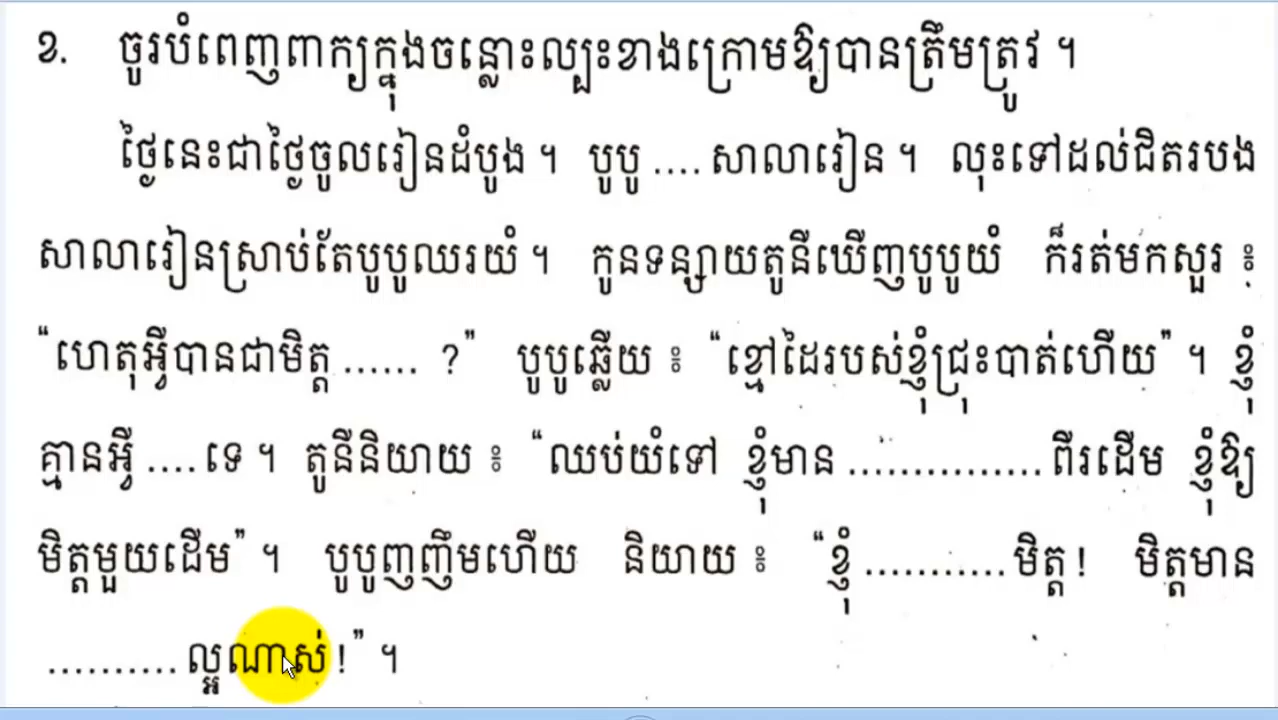 ខ. ចូរបំពេញពាក្យក្នុងចន្លោះល្បះខាងក្រោមឱ្យបានត្រឹមត្រូវ ។
ថ្ងៃនេះជាថ្ងៃចូលរៀនដំបូង ។ បូបូ .... សាលារៀន ។ លុះទៅដល់ជិតរបង
សាលារៀនស្រាប់តែបូបូឈរយំ ។ កូនទន្សាយតូនីឃើញបូបូយំ ក៏រត់មកសួរ ៖
“ហេតុអ្វីបានជាមិត្ត ...... ?” បូបូឆ្លើយ ៖ “ខ្មៅដៃរបស់ខ្ញុំជ្រុះបាត់ហើយ” ។ ខ្ញុំ
គ្មានអ្វី .... ទេ ។ តូនីនិយាយ ៖ “ឈប់យំទៅ ខ្ញុំមាន ............... ពីរដើម ខ្ញុំឱ្យ
មិត្តមួយដើម” ។ បូបូញញឹមហើយ និយាយ ៖ “ខ្ញុំ ........... មិត្ត! មិត្តមាន
.......... ល្អណាស់!” ។